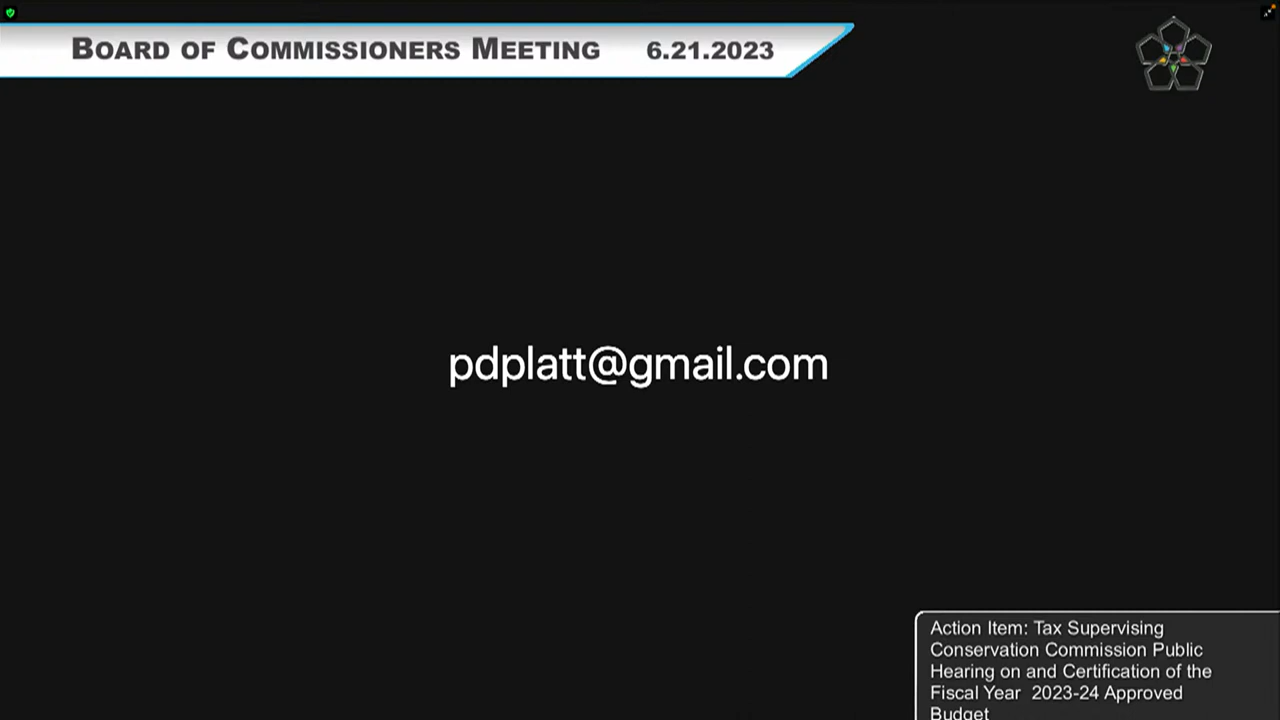 BOARD OF COMMISSIONERS MEETING 6.21.2023
pdplatt@gmail.com
Action Item: Tax Supervising
Conservation Commission Public
Hearing on and Certification of the
Fiscal Year 2023-24 Approved
Budget